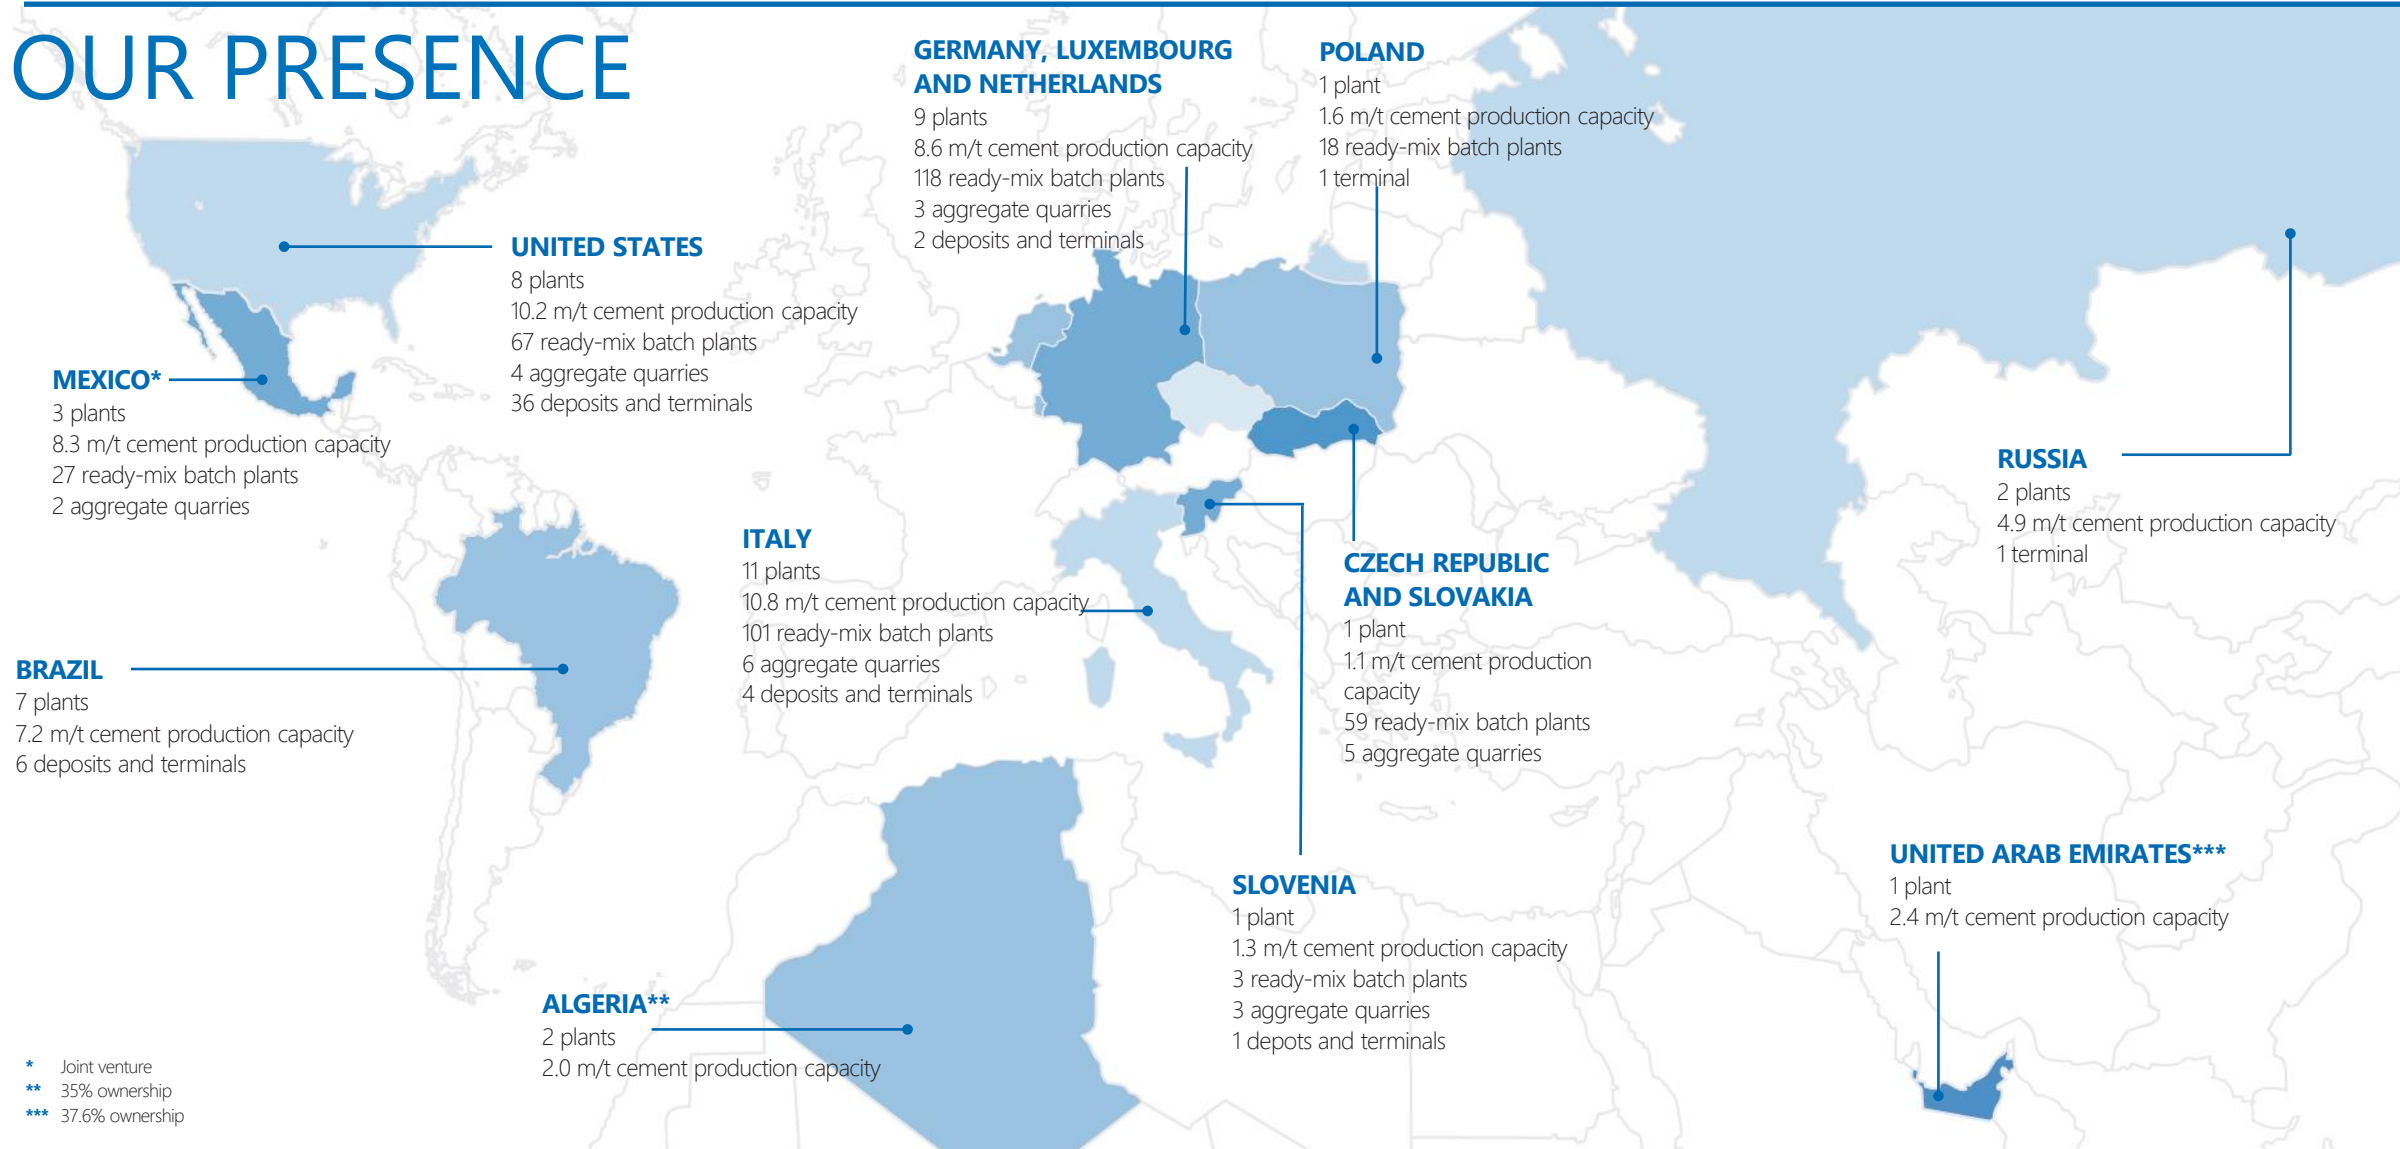 OUR PRESENCE
GERMANY, LUXEMBOURG
AND NETHERLANDS
9 plants
8.6 m/t cement production capacity
118 ready-mix batch plants
3 aggregate quarries
2 deposits and terminals
POLAND
1 plant
1.6 m/t cement production capacity
18 ready-mix batch plants
1 terminal
UNITED STATES
8 plants
10.2 m/t cement production capacity
67 ready-mix batch plants
4 aggregate quarries
36 deposits and terminals
MEXICO*
3 plants
8.3 m/t cement production capacity
27 ready-mix batch plants
2 aggregate quarries
RUSSIA
2 plants
4.9 m/t cement production capacity
1 terminal
ITALY
11 plants
10.8 m/t cement production capacity
101 ready-mix batch plants
6 aggregate quarries
4 deposits and terminals
CZECH REPUBLIC
AND SLOVAKIA
1 plant
1.1 m/t cement production
capacity
59 ready-mix batch plants
5 aggregate quarries
BRAZIL
7 plants
7.2 m/t cement production capacity
6 deposits and terminals
UNITED ARAB EMIRATES***
1 plant
2.4 m/t cement production capacity
SLOVENIA
1 plant
1.3 m/t cement production capacity
3 ready-mix batch plants
3 aggregate quarries
1 depots and terminals
ALGERIA**
2 plants
2.0 m/t cement production capacity
* Joint venture
** 35% ownership
*** 37.6% ownership